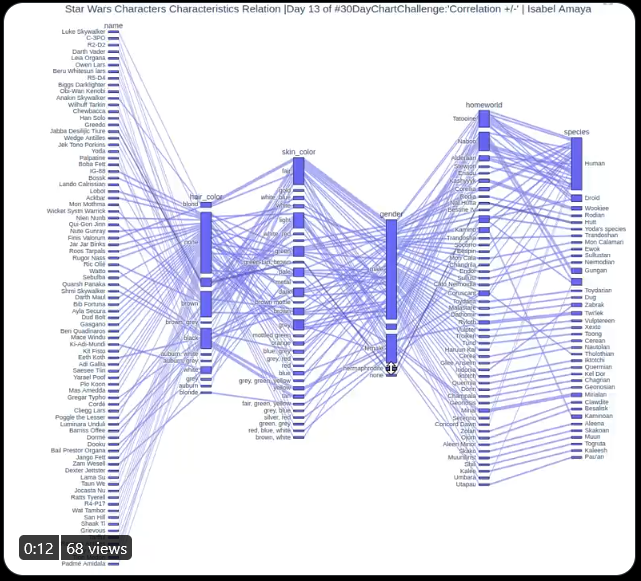 Star Wars Characters Characteristics Relation |Day 13 of #30DayChartChallenge:'Correlation +/-' | Isabel Amaya
name
Luke Skywalker
C-3PO
R2-D2
Darth Vader
Leia Organa
Owen Lars
Beru Whitesun lars
R5-D4
Biggs Darklighter
Obi-Wan Kenobi
Anakin Skywalker
Wilhuff Tarkin
Chewbacca
Han Solo
Greedo
Jabba Desilijic Tiure
Wedge Antilles
Jek Tono Porkins
Yoda
Palpatine
Boba Fett
IG-88
Bossk
Lando Calrissian
Lobot
Ackbar
Mon Mothma
Wicket Systri Warrick
Nien Nunb
Qui-Gon Jinn
Nute Gunray
Finis Valorum
Jar Jar Binks
Roos Tarpals
Rugor Nass
Ric Olié
Watto
Sebulba
Quarsh Panaka
Shmi Skywalker
Darth Maul
Bib Fortuna
Ayla Secura
Dud Bolt
Gasgano
Ben Quadinaros
Mace Windu
Ki-Adi-Mundi
Kit Fisto
Eeth Koth
Adi Gallia
Saesee Tiin
Yarael Poof
Plo Koon
Mas Amedda
Gregar Typho
Cordé
Cliegg Lars
Poggle the Lesser
Luminara Unduli
Barriss Offee
Dormé
Dooku
Bail Prestor Organa
Jango Fett
Zam Wesell
Dexter Jettster
Lama Su
Taun We
Jocasta Nu
Ratts Tyerell
R4-P17
Wat Tambor
San Hill
Shaak Ti
Grievous
Padmé Amidala
hair_color
blond
none
brown
brown, grey
black
auburn, white
auburn, grey
white
grey
auburn
blonde
skin_color
fair
gold
white, blue
white
light
white, red
green-tan, brown
pale
metal
dark
brown mottle
brown
grey
mottled green
orange
blue, grey
grey, red
red
blue
grey, green, yellow
yellow
tan
fair, green, yellow
grey, blue
silver, red
green, grey
red, blue, white
brown, white
gender
male
female
hermaphrodite
none
homeworld
Tatooine
Naboo
Alderaan
Stewjon
Eriadu
Kashyyyk
Corellia
Rodia
Nal Hutta
Bestine IV
Kamino
Trandosha
Socorro
Bespin
Mon Cala
Chandrila
Endor
Sullust
Cato Neimoidia
Coruscant
Toydaria
Malastare
Dathomir
Ryloth
Vulpter
Troiken
Tund
Haruun Kal
Cerea
Glee Anselm
Iridonia
Iktotch
Quermia
Dorin
Champala
Geonosis
Mirial
Serenno
Concord Dawn
Zolan
Ojom
Aleen Minor
Skako
Muunilinst
Shili
Kalee
Umbara
Utapau
species
Human
Droid
Wookiee
Rodian
Hutt
Yoda's species
Trandoshan
Mon Calamari
Ewok
Sullustan
Neimodian
Gungan
Toydarian
Dug
Zabrak
Twi'lek
Vulptereen
Xexto
Toong
Cerean
Nautolan
Tholothian
Iktotchi
Quermian
Kel Dor
Chagrian
Geonosian
Mirialan
Clawdite
Besalisk
Kaminoan
Aleena
Skakoan
Muun
Togruta
Kaleesh
Pau'an
0:12
68 views